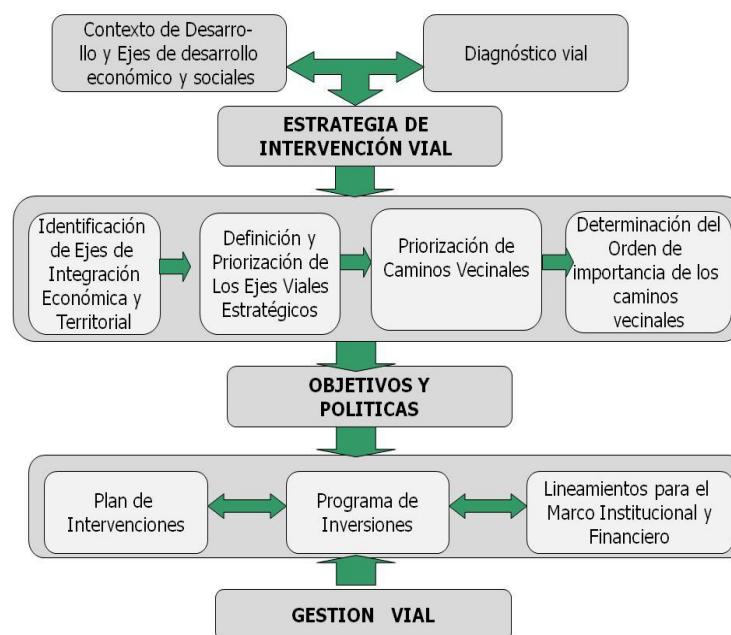 Contexto de Desarro-
llo y Ejes de desarrollo
económico y sociales
Diagnóstico vial
ESTRATEGIA DE
INTERVENCIÓN VIAL
Identificación
de Ejes de
Integración
Económica y
Territorial
Definición y
Priorización de
Los Ejes Viales
Estratégicos
Priorización de
Caminos Vecinales
Determinación del
Orden de
importancia de los
caminos
vecinales
OBJETIVOS Y
POLITICAS
Plan de
Intervenciones
Programa de
Inversiones
Lineamientos para el
Marco Institucional y
Financiero
GESTION VIAL